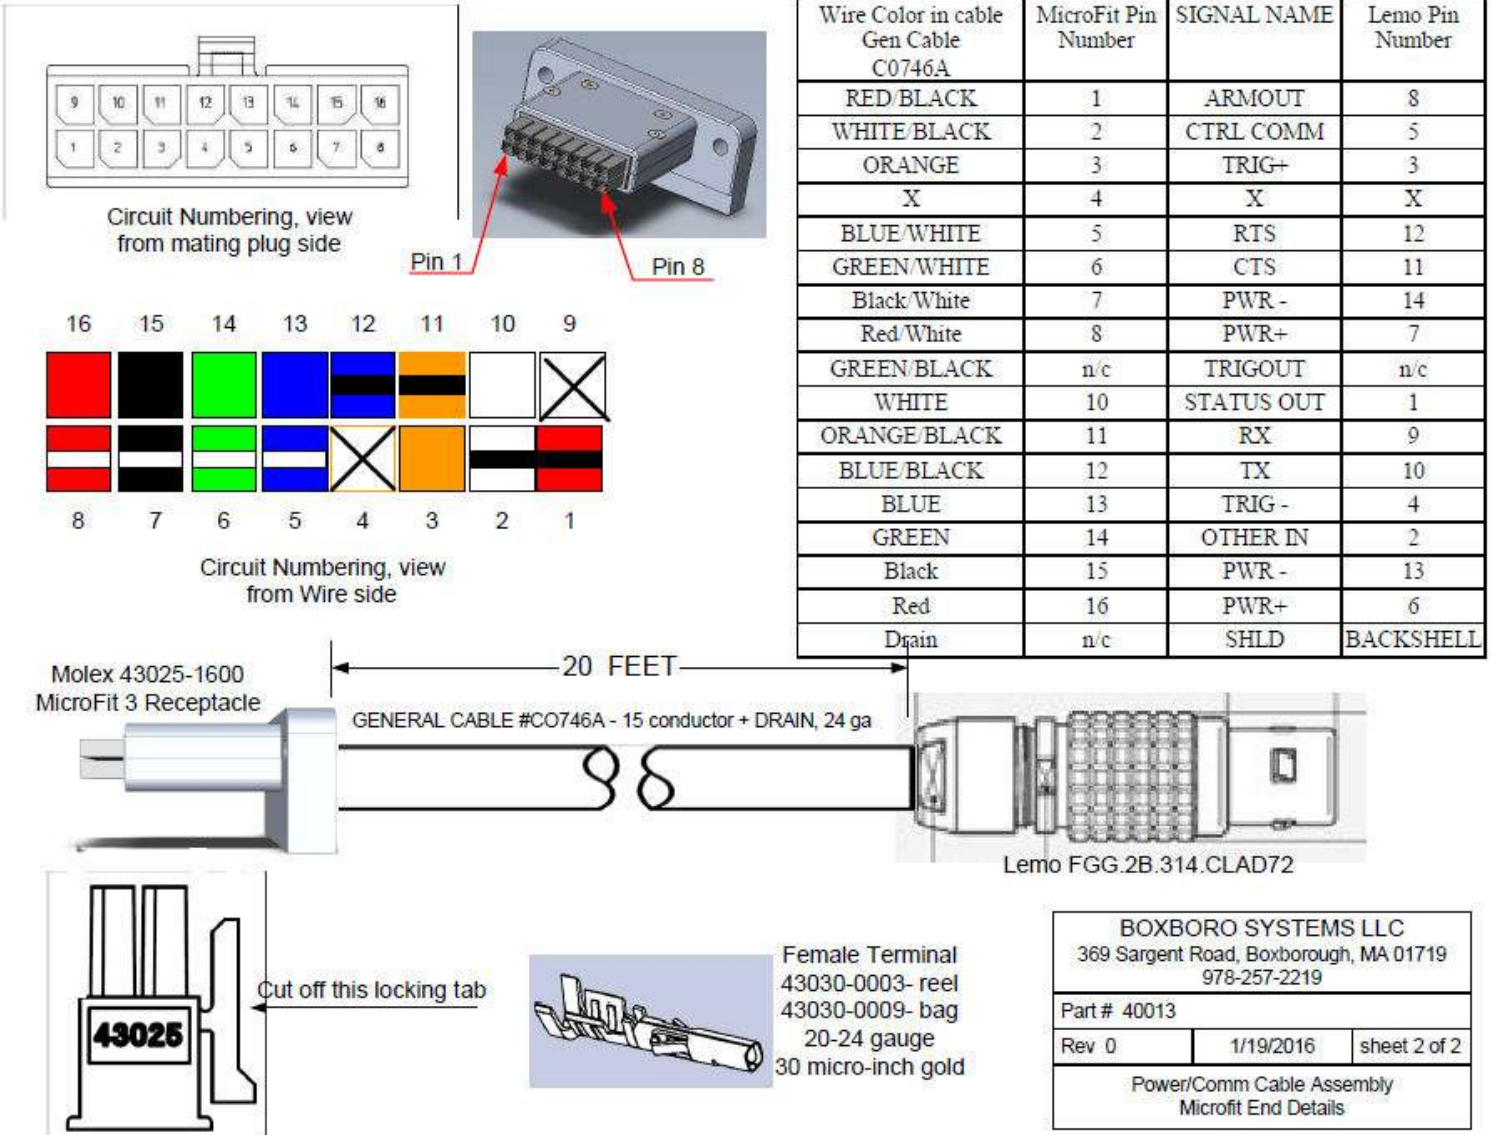 9 10 11 12 13 14 15 16
1 2 3 4 5 6 7 8
Circuit Numbering, view
from mating plug side
Pin 1
Pin 8
16 15 14 13 12 11 10 9
8 7 6 5 4 3 2 1
Circuit Numbering, view
from Wire side
Wire Color in cable Gen Cable C0746A MicroFit Pin Number SIGNAL NAME Lemo Pin Number
RED/BLACK 1 ARMOUT 8
WHITE/BLACK 2 CTRL COMM 5
ORANGE 3 TRIG+ 3
X 4 X X
BLUE/WHITE 5 RTS 12
GREEN/WHITE 6 CTS 11
Black/White 7 PWR - 14
Red/White 8 PWR+ 7
GREEN/BLACK n/c TRIGOUT n/c
WHITE 10 STATUS OUT 1
ORANGE/BLACK 11 RX 9
BLUE/BLACK 12 TX 10
BLUE 13 TRIG - 4
GREEN 14 OTHER IN 2
Black 15 PWR - 13
Red 16 PWR+ 6
Drain n/c SHLD BACKSHELL
Molex 43025-1600
MicroFit 3 Receptacle
20 FEET
GENERAL CABLE #CO746A - 15 conductor + DRAIN, 24 ga
Lemo FGG.2B.314.CLAD72
43025
Cut off this locking tab
Female Terminal
43030-0003- reel
43030-0009- bag
20-24 gauge
30 micro-inch gold
BOXBORO SYSTEMS LLC
369 Sargent Road, Boxborough, MA 01719
978-257-2219
Part # 40013
Rev 0 1/19/2016 sheet 2 of 2
Power/Comm Cable Assembly
Microfit End Details